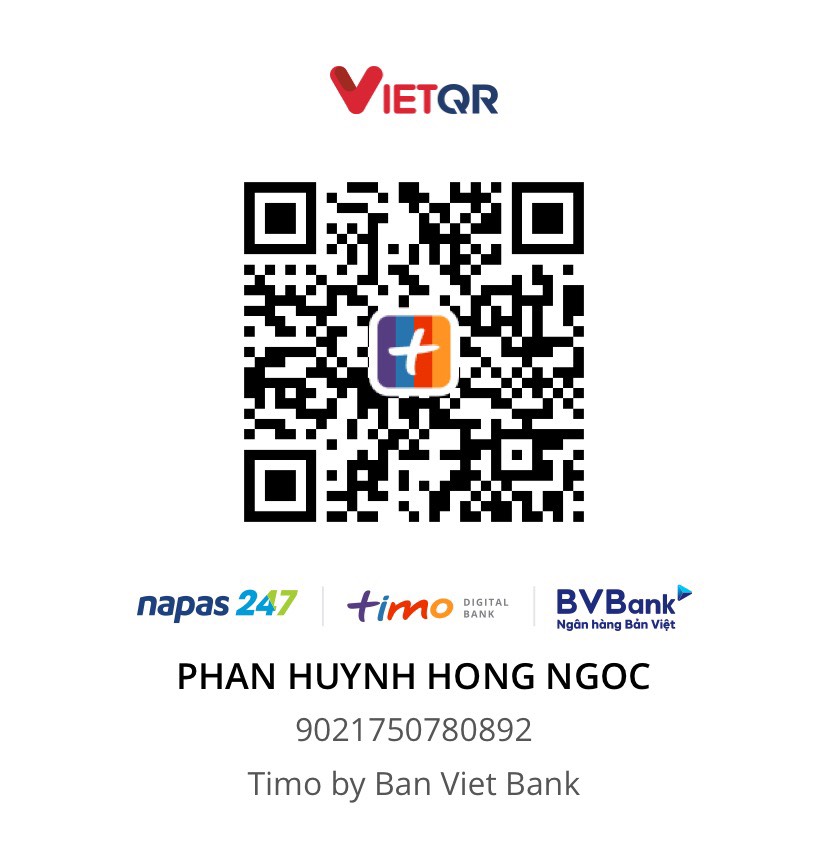 VIETQR
napas 247
timo DIGITAL BANK
BVBank
Ngân hàng Bản Việt
PHAN HUYNH HONG NGOC
9021750780892
Timo by Ban Viet Bank